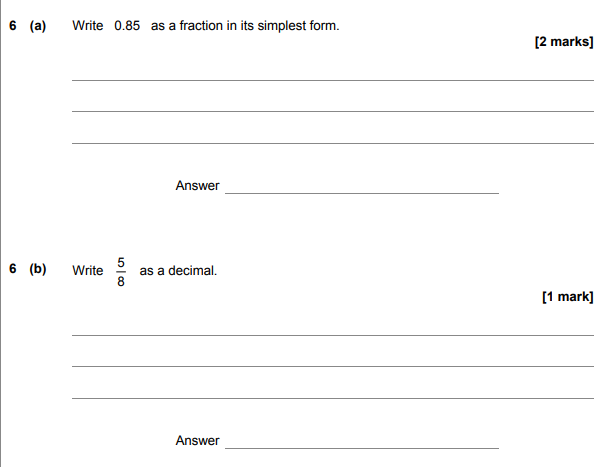 6 (a) Write 0.85 as a fraction in its simplest form.
[2 marks]
Answer
6 (b) Write 5/8 as a decimal.
[1 mark]
Answer